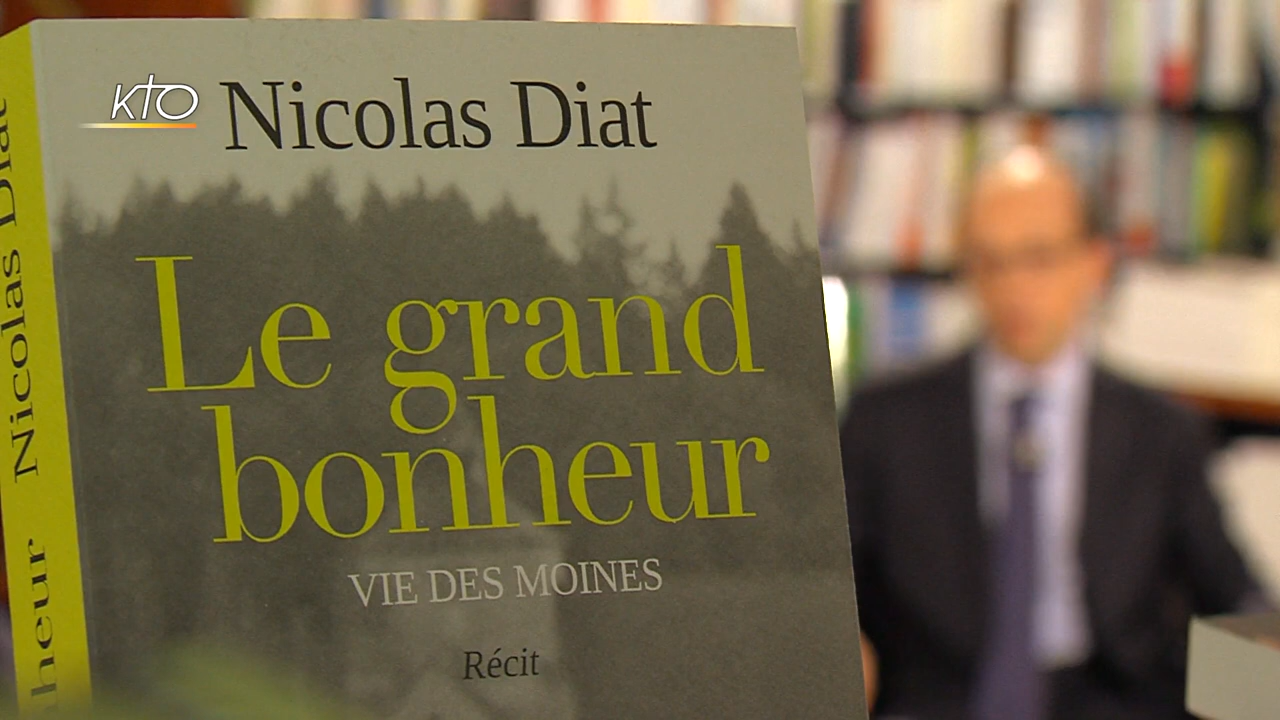 KTO
Nicolas Diat
Le grand
bonheur
VIE DES MOINES
Récit
heur Nicolas Diat